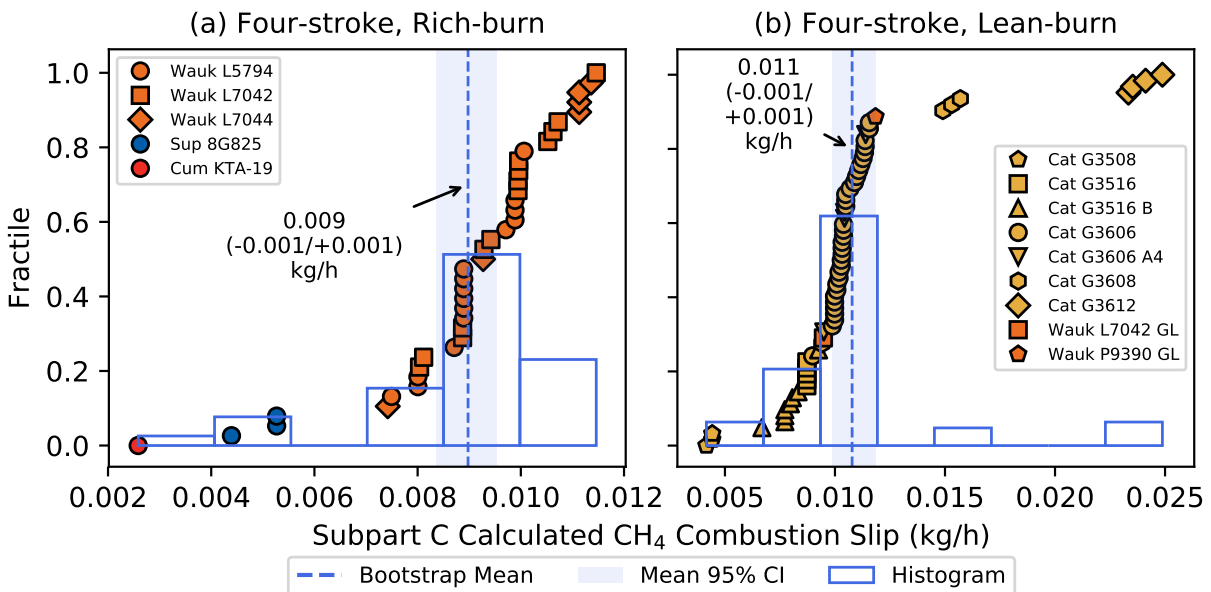 (a) Four-stroke, Rich-burn
(b) Four-stroke, Lean-burn
Fractile
1.0
0.8
0.6
0.4
0.2
0.0
Wauk L5794
Wauk L7042
Wauk L7044
Sup 8G825
Cum KTA-19
0.009
(-0.001/+0.001)
kg/h
0.002
0.004
0.006
0.008
0.010
0.012
0.011
(-0.001/
+0.001)
kg/h
Cat G3508
Cat G3516
Cat G3516 B
Cat G3606
Cat G3606 A4
Cat G3608
Cat G3612
Wauk L7042 GL
Wauk P9390 GL
0.005
0.010
0.015
0.020
0.025
Subpart C Calculated CH₄ Combustion Slip (kg/h)
Bootstrap Mean
Mean 95% CI
Histogram